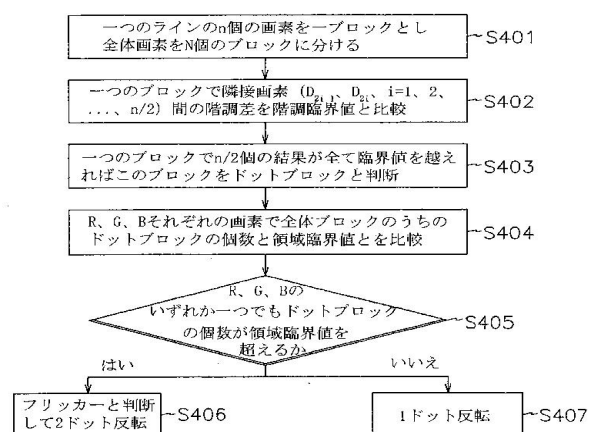 一つのラインのn個の画素を一ブロックとし
全体画素をN個のブロックに分ける
S401
一つのブロックで隣接画素 (D2i-1、D2i、i=1、2、
...、n/2) 間の階調差を階調臨界値と比較
S402
一つのブロックでn/2個の結果が全て臨界値を越え
ればこのブロックをドットブロックと判断
S403
R、G、Bそれぞれの画素で全体ブロックのうちの
ドットブロックの個数と領域臨界値とを比較
S404
R、G、Bの
いずれか一つでもドットブロック
の個数が領域臨界値を
超えるか
S405
はい
いいえ
フリッカーと判断
して2ドット反転
S406
1ドット反転
S407